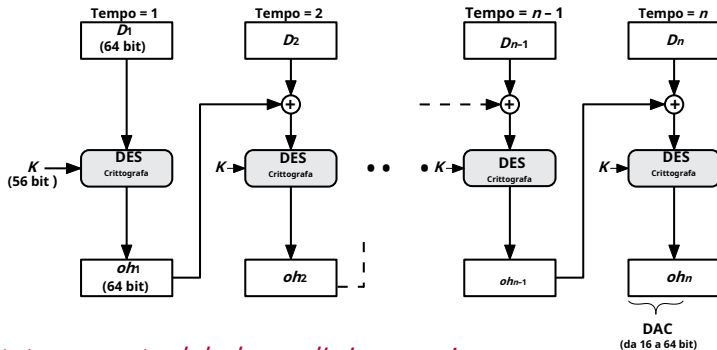 Tempo = 1 Tempo = 2 Tempo = n – 1 Tempo = n
D1 (64 bit)
D2
Dn–1
Dn
+ + +
K (56 bit )
DES Crittografa
K
DES Crittografa
K
DES Crittografa
K
DES Crittografa
oh1 (64 bit)
oh2
ohn–1
ohn
DAC
(da 16 a 64 bit)